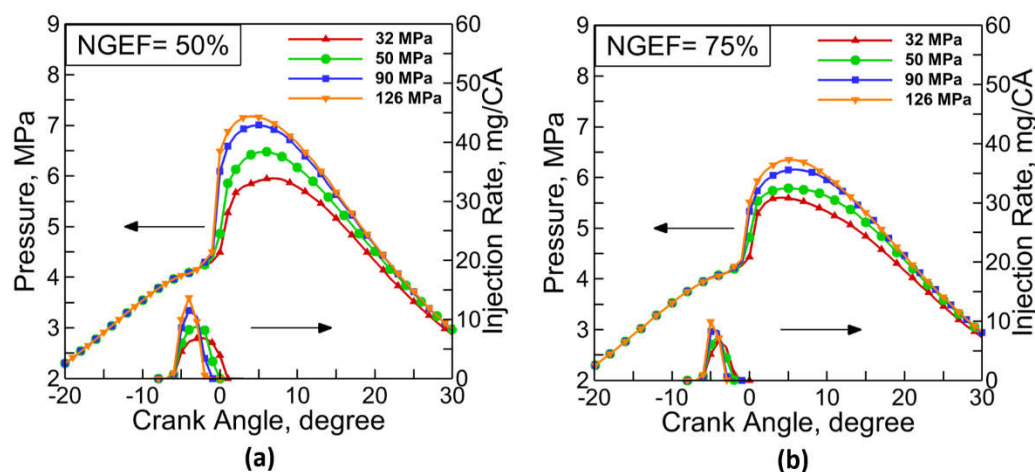 NGEF= 50%
32 MPa
50 MPa
90 MPa
126 MPa
Pressure, MPa
9
8
7
6
5
4
3
2
Injection Rate, mg/CA
60
50
40
30
20
10
0
-20 -10 0 10 20 30
Crank Angle, degree
(a)
NGEF= 75%
32 MPa
50 MPa
90 MPa
126 MPa
Pressure, MPa
9
8
7
6
5
4
3
2
Injection Rate, mg/CA
60
50
40
30
20
10
0
-20 -10 0 10 20 30
Crank Angle, degree
(b)